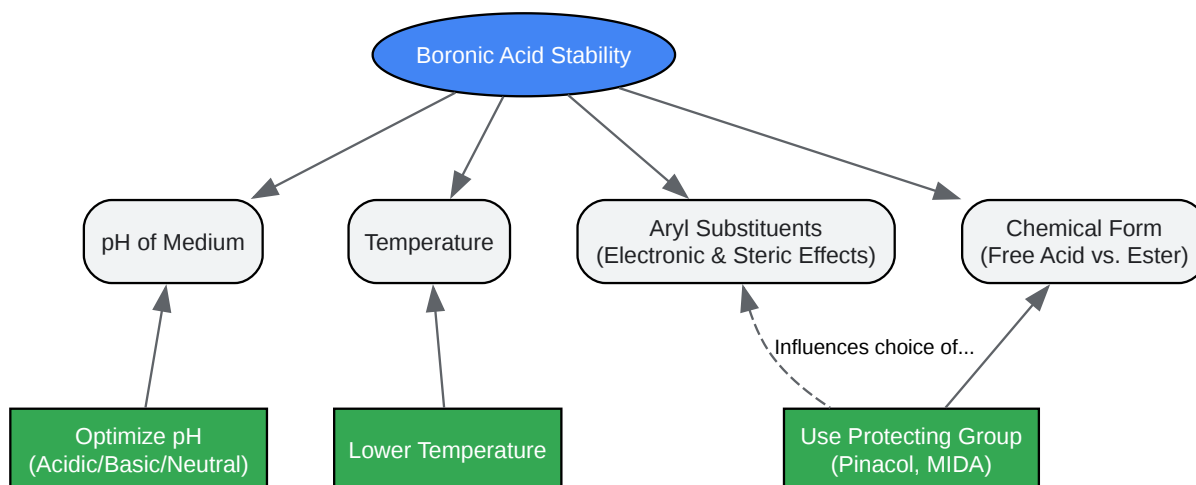 Boronic Acid Stability
pH of Medium
Temperature
Aryl Substituents
(Electronic & Steric Effects)
Chemical Form
(Free Acid vs. Ester)
Influences choice of...
Optimize pH
(Acidic/Basic/Neutral)
Lower Temperature
Use Protecting Group
(Pinacol, MIDA)